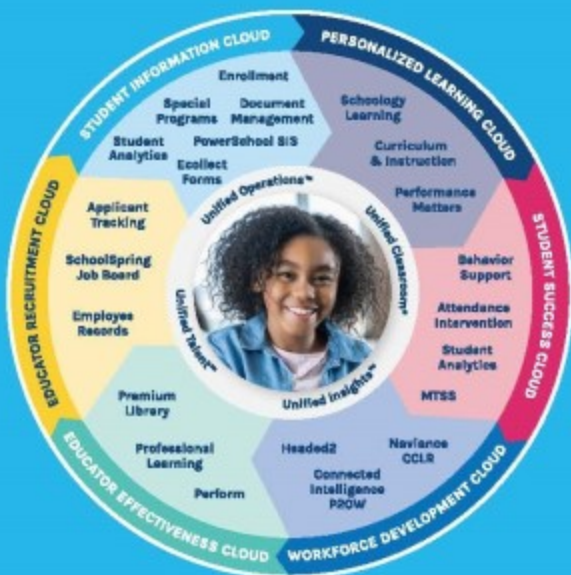 STUDENT INFORMATION CLOUD
Enrollment
Special
Programs
Document
Management
Student
Analytics
PowerSchool SIS
Ecollect
Forms
PERSONALIZED LEARNING CLOUD
Schoology
Learning
Curriculum
& Instruction
Performance
Matters
STUDENT SUCCESS CLOUD
Behavior
Support
Attendance
Intervention
Student
Analytics
MTSS
WORKFORCE DEVELOPMENT CLOUD
Naviance
CCLR
Headed2
Connected
Intelligence
P20W
EDUCATOR EFFECTIVENESS CLOUD
Premium
Library
Professional
Learning
Perform
EDUCATOR RECRUITMENT CLOUD
Applicant
Tracking
SchoolSpring
Job Board
Employee
Records
Unified Operations™
Unified Classroom®
Unified Insights™
Unified Talent™